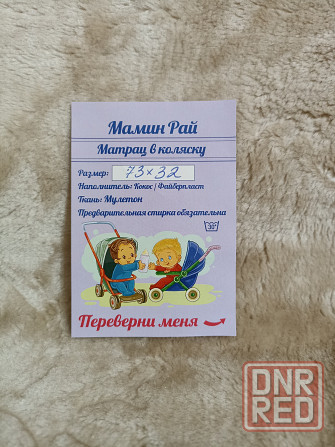 Мамин Рай
Матрац в коляску
Размер: 73×32
Наполнитель: Кокос / Файберпласт
Ткань: Мулетон
Предварительная стирка обязательна
30°
Переверни меня
DNR
RED